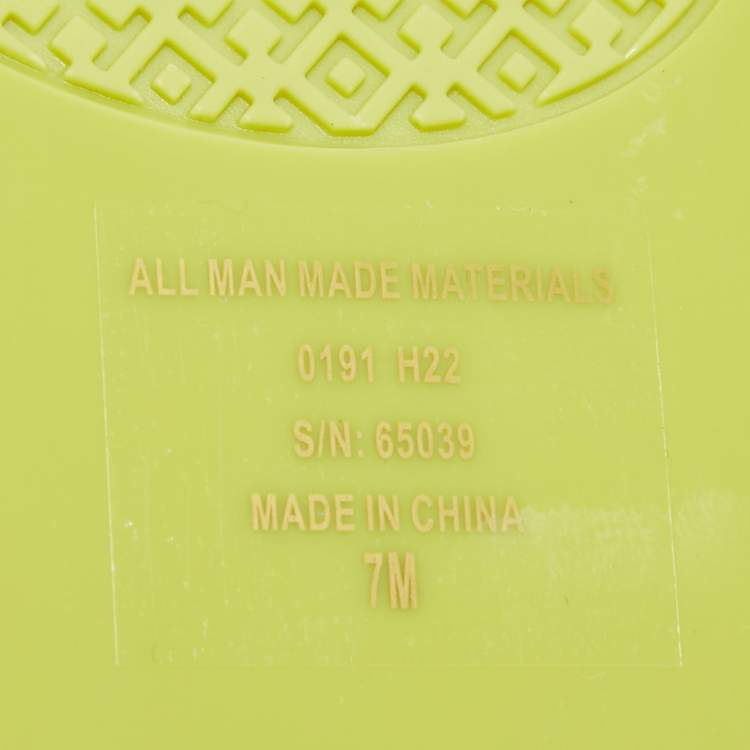 ALL MAN MADE MATERIALS
0191 H22
S/N: 65039
MADE IN CHINA
7M